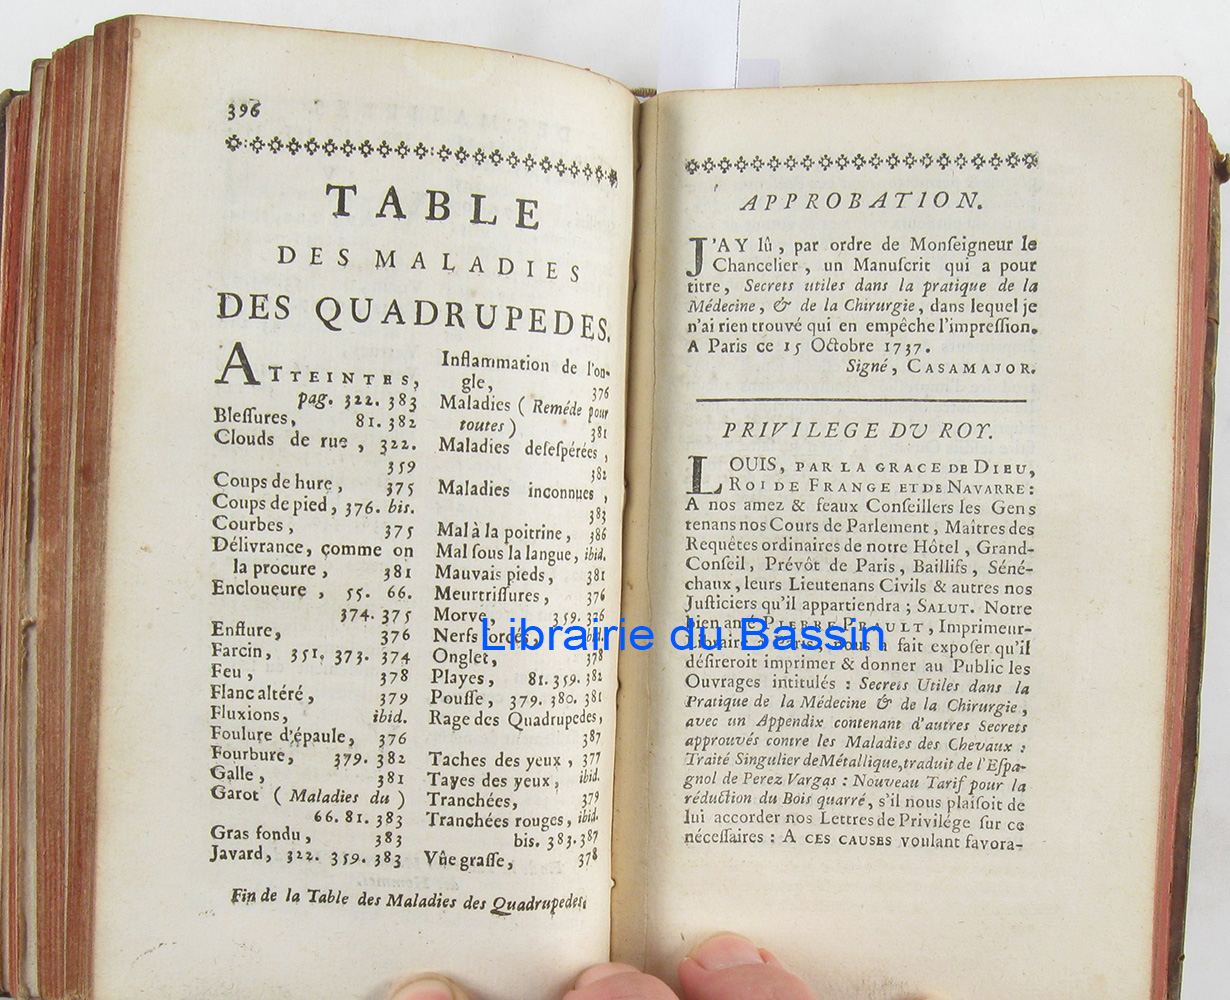 396
TABLE
DES MALADIES
DES QUADRUPEDES.
ATTEINTES,
pag. 322. 383
Blessures, 81. 382
Clouds de rue, 322.
359
Coups de hure, 375
Coups de pied, 376. bis.
Courbes, 375
Délivrance, comme on
la procure, 381
Encloueure, 55. 66.
374. 375
Enflure, 376
Farcin, 351. 373. 374
Feu, 378
Flanc altéré, 379
Fluxions, ibid.
Foulure d'épaule, 376
Fourbure, 379. 382
Galle, 381
Garot (Maladies du)
66. 81. 383
Gras fondu, 383
Javard, 322. 359. 383
Inflammation de l'on-
gle, 376
Maladies (Reméde pour
toutes) 381
Maladies desespérées,
382
Maladies inconnues,
383
Mal à la poitrine, 386
Mal sous la langue, ibid.
Mauvais pieds, 381
Meurtrissures, 376
Morve, 359.
Nerfs
Onglet, 378
Playes, 81. 359. 382
Pousse, 379. 380. 381
Rage des Quadrupedes,
387
Taches des yeux, 377
Tayes des yeux, ibid.
Tranchées, 379
Tranchées rouges, ibid.
bis. 383. 387
Vûe grasse, 378
Fin de la Table des Maladies des Quadrupedes.
APPROBATION.
J'AY lû, par ordre de Monseigneur le
Chancelier, un Manuscrit qui a pour
titre, Secrets utiles dans la pratique de la
Médecine, & de la Chirurgie, dans lequel je
n'ai rien trouvé qui en empêche l'impression.
A Paris ce 15 Octobre 1737.
Signé, CASAMAJOR.
PRIVILEGE DU ROY.
LOUIS, PAR LA GRACE DE DIEU,
ROI DE FRANCE ET DE NAVARRE:
A nos amez & feaux Conseillers les Gens
tenans nos Cours de Parlement, Maîtres des
Requêtes ordinaires de notre Hôtel, Grand-
Conseil, Prévôt de Paris, Baillifs, Séné-
chaux, leurs Lieutenans Civils & autres nos
Justiciers qu'il appartiendra; SALUT. Notre
bien amé PIERRE PRAULT, Imprimeur-
Libraire à Paris, nous a fait exposer qu'il
désireroit imprimer & donner au Public les
Ouvrages intitulés: Secrets Utiles dans la
Pratique de la Médecine & de la Chirurgie,
avec un Appendix contenant d'autres Secrets
approuvés contre les Maladies des Chevaux:
Traité Singulier de Métallique, traduit de l'Espa-
gnol de Perez Vargas: Nouveau Tarif pour la
réduction du Bois quarré, s'il nous plaisoit de
lui accorder nos Lettres de Privilége sur ce
nécessaires: A CES CAUSES voulant favora-
Librairie du Bassin